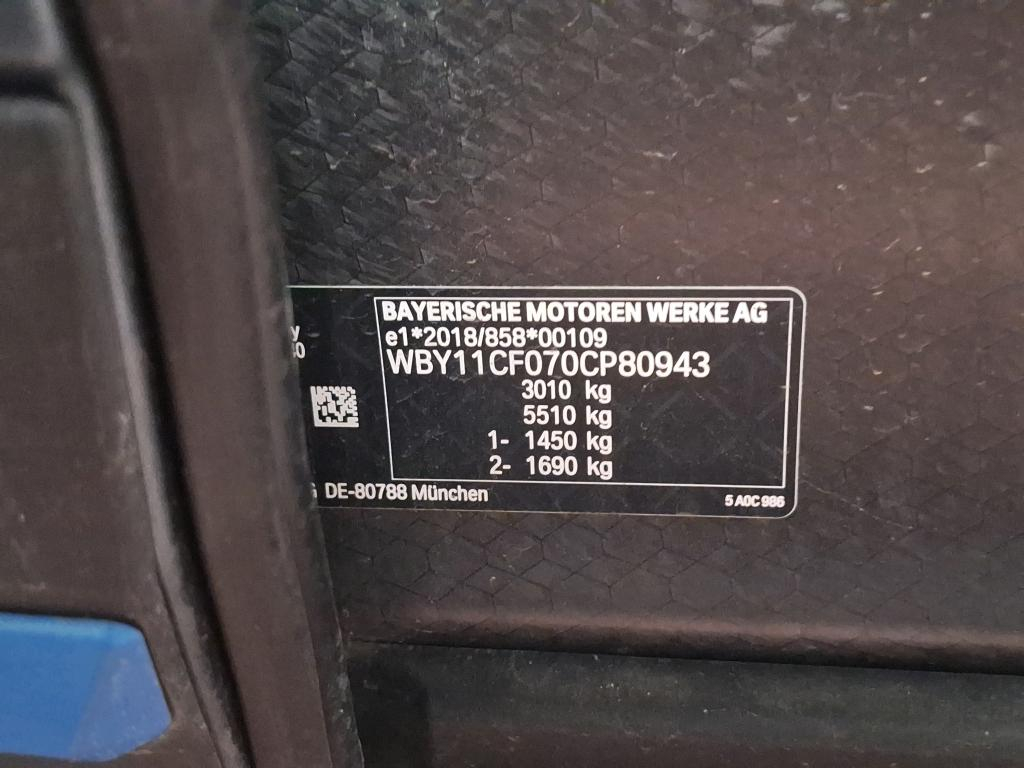 BAYERISCHE MOTOREN WERKE AG
e1*2018/858*00109
WBY11CF070CP80943
3010 kg
5510 kg
1- 1450 kg
2- 1690 kg
y
0
G DE-80788 München
5 A0C 986